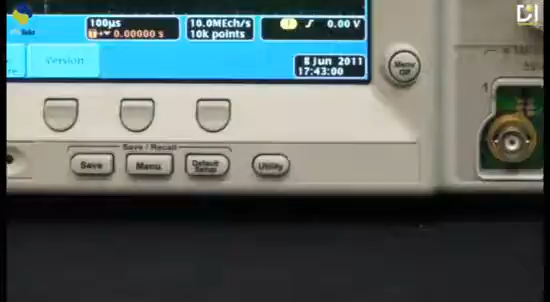 100µs
0.00000 s
10.0MEch/s
10k points
1
0.00 V
Version
8 Jun 2011
17:43:00
Menu
Off
1
Save / Recall
Save
Menu
Default
Setup
Utility